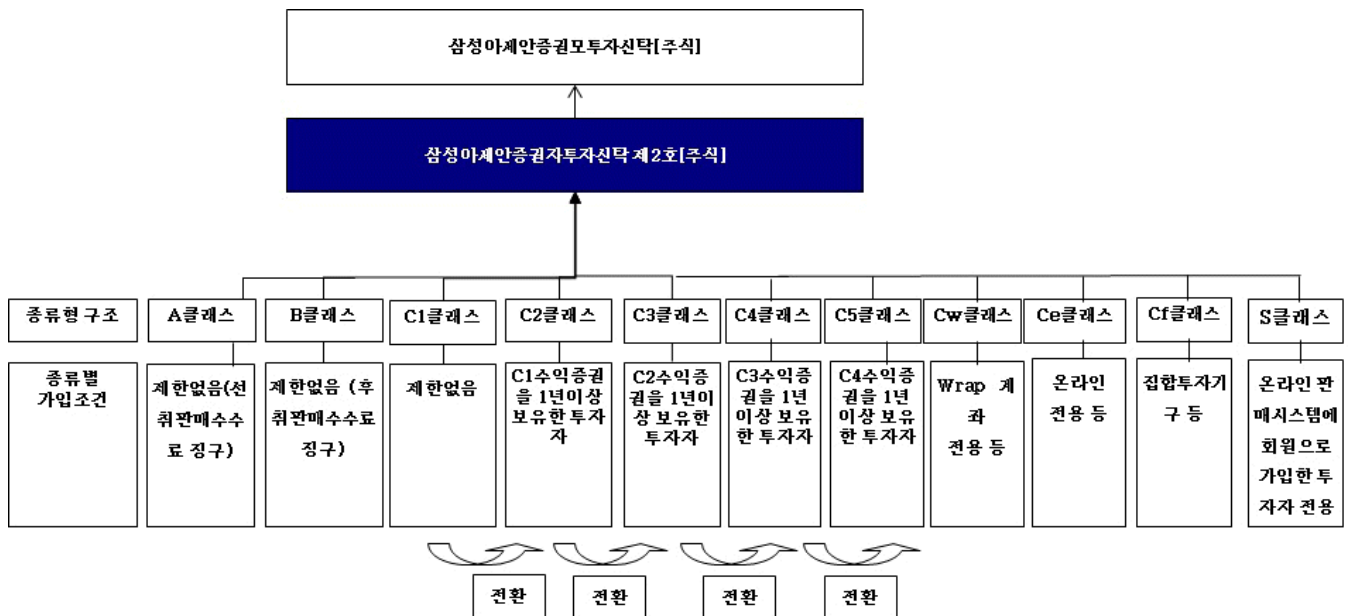 삼성아세안증권모투자신탁[주식]
삼성아세안증권자투자신탁 제2호[주식]
종류형 구조
A클래스
B클래스
C1클래스
C2클래스
C3클래스
C4클래스
C5클래스
Cw클래스
Ce클래스
Cf클래스
S클래스
종류별
가입조건
제한없음(선
취판매수수
료 징구)
제한없음 (후
취판매수수료
징구)
제한없음
C1수익증권
을 1년이상
보유한 투자
자
C2수익증
권을 1년이
상 보유한
투자자
C3수익증
권을 1년
이상 보유
한 투자자
C4수익증
권을 1년
이상 보유
한 투자자
Wrap 계
좌
전용 등
온라인
전용 등
집합투자기
구 등
온라인 판
매시스템에
회원으로
가입한 투
자자 전용
전환
전환
전환
전환